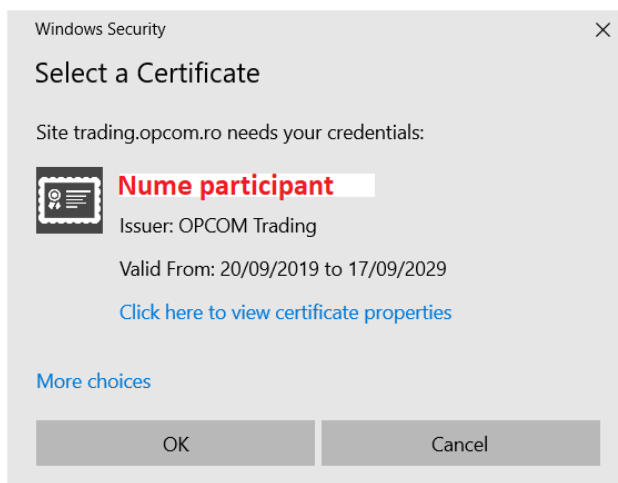 Windows Security
Select a Certificate
Site trading.opcom.ro needs your credentials:
Nume participant
Issuer: OPCOM Trading
Valid From: 20/09/2019 to 17/09/2029
Click here to view certificate properties
More choices
OK
Cancel